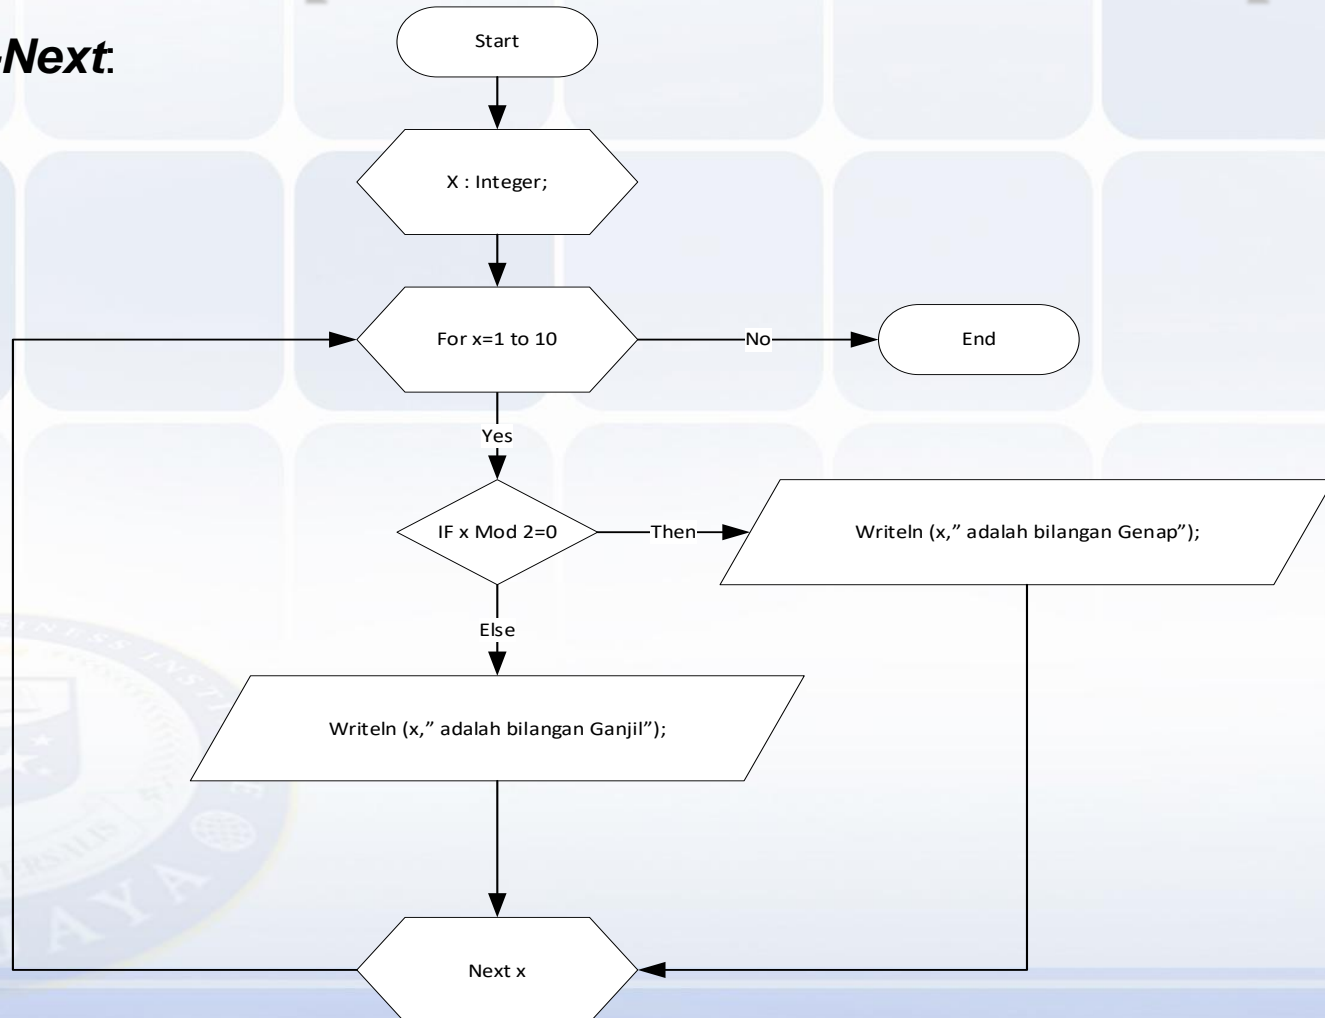 -Next:
Start
X : Integer;
For x=1 to 10
No
End
Yes
IF x Mod 2=0
Then
Writeln (x,” adalah bilangan Genap”);
Else
Writeln (x,” adalah bilangan Ganjil”);
Next x